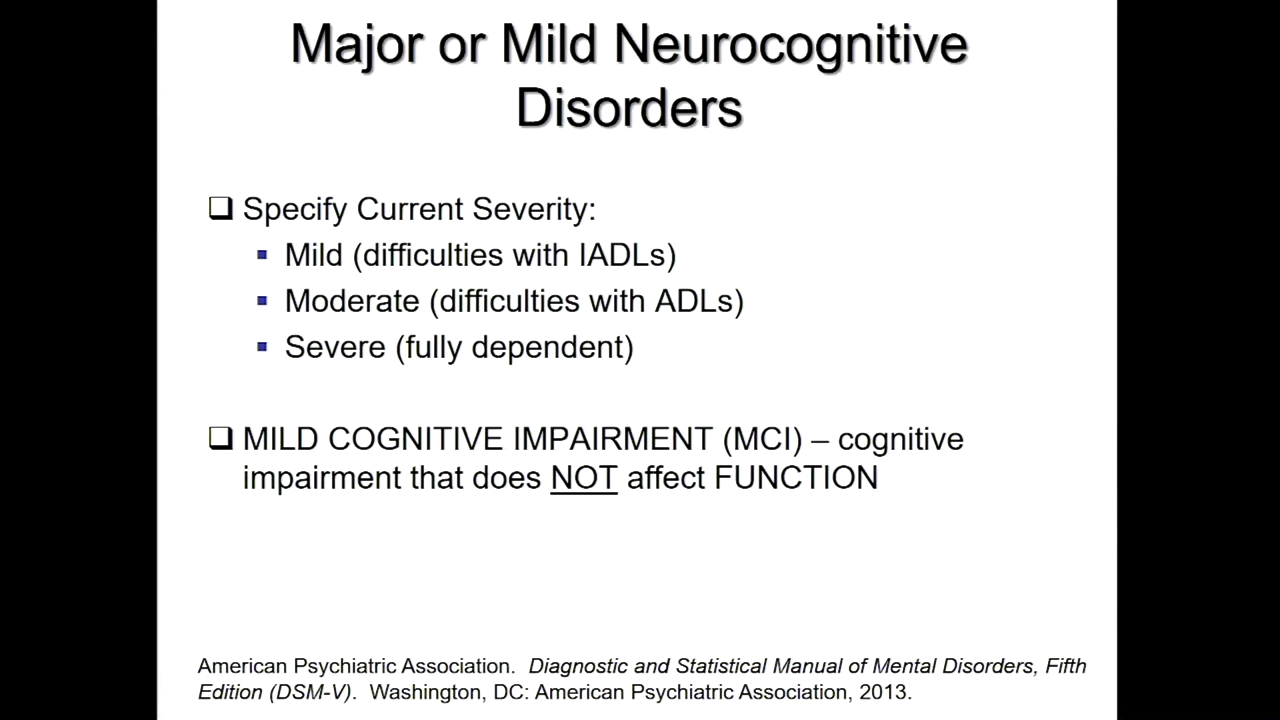 Major or Mild Neurocognitive
Disorders
Specify Current Severity:
Mild (difficulties with IADLs)
Moderate (difficulties with ADLs)
Severe (fully dependent)
MILD COGNITIVE IMPAIRMENT (MCI) – cognitive
impairment that does NOT affect FUNCTION
American Psychiatric Association.  Diagnostic and Statistical Manual of Mental Disorders, Fifth
Edition (DSM-V).  Washington, DC: American Psychiatric Association, 2013.